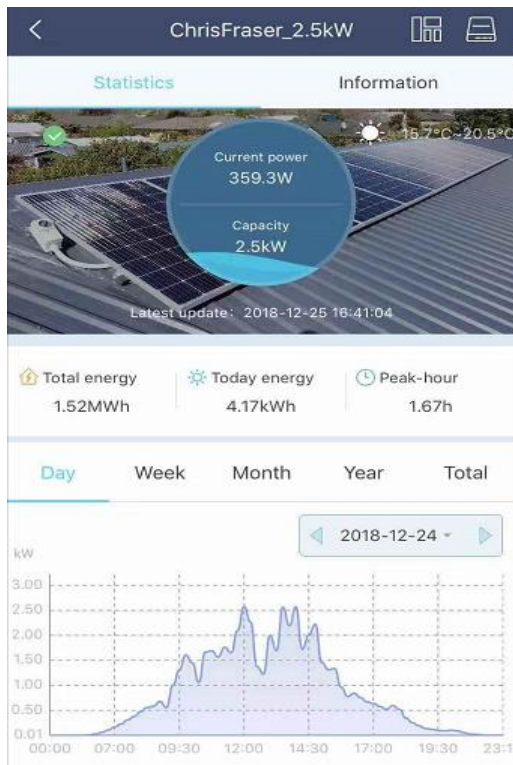 ChrisFraser_2.5kW
Statistics Information
15.7°C~20.5°C
Current power
359.3W
Capacity
2.5kW
Latest update: 2018-12-25 16:41:04
Total energy Today energy Peak-hour
1.52MWh 4.17kWh 1.67h
Day Week Month Year Total
2018-12-24
kW
3.00
2.50
2.00
1.50
1.00
0.50
0.01
00:00 07:00 09:30 12:00 14:30 17:00 19:30 23:1